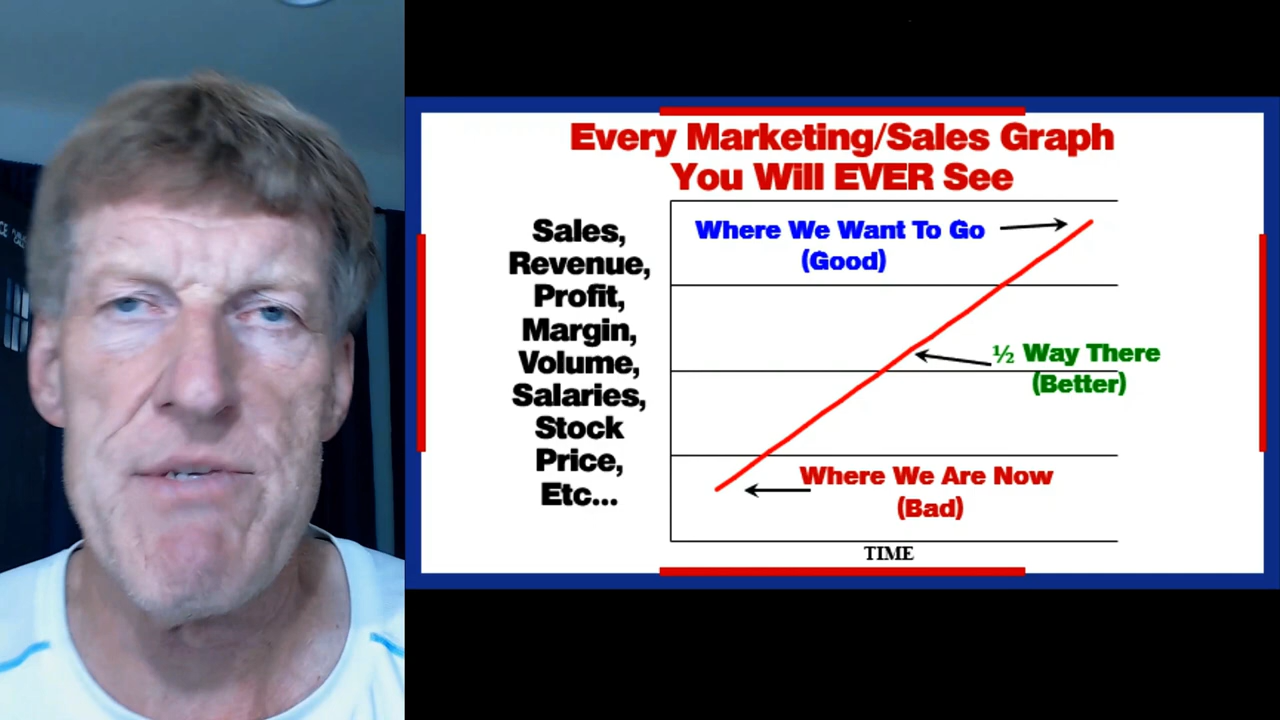 Every Marketing/Sales Graph
You Will EVER See
Sales,
Revenue,
Profit,
Margin,
Volume,
Salaries,
Stock
Price,
Etc...
Where We Want To Go
(Good)
½ Way There
(Better)
Where We Are Now
(Bad)
TIME